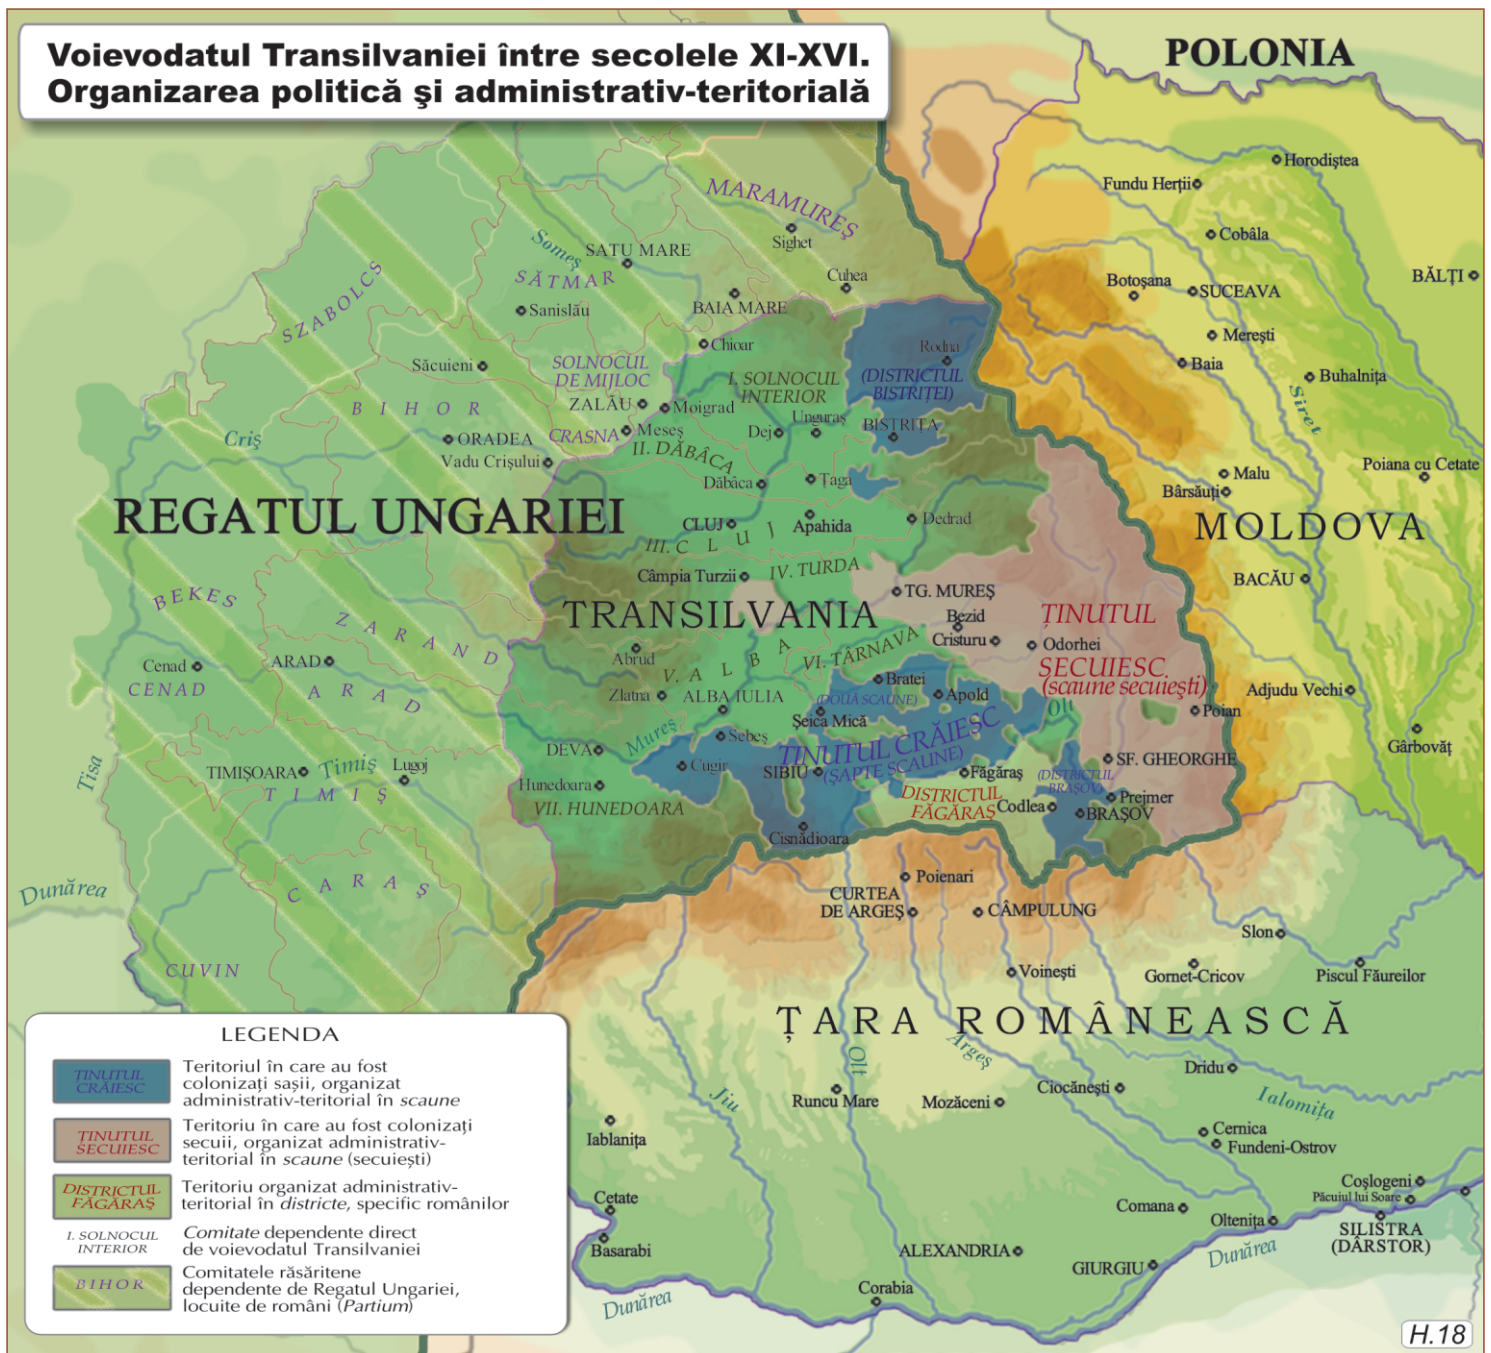 Voievodatul Transilvaniei între secolele XI-XVI.
Organizarea politică şi administrativ-teritorială
POLONIA
Horodiştea
Fundu Herţii
Cobâla
BĂLŢI
Botoşana
SUCEAVA
Mereşti
Baia
Buhalniţa
Siret
Malu
Bârsăuţi
Poiana cu Cetate
MOLDOVA
BACĂU
Adjudu Vechi
Gârbovăţ
MARAMUREŞ
Sighet
Cuhea
Someş
SATU MARE
SĂTMAR
BAIA MARE
Sanislău
SZABOLCS
Săcuieni
Chioar
SOLNOCUL
DE MIJLOC
ZALĂU
Moigrad
BIHOR
CRASNA
Meseş
ORADEA
Criş
Vadu Crişului
REGATUL UNGARIEI
I. SOLNOCUL
INTERIOR
Rodna
(DISTRICTUL
BISTRIŢEI)
Unguraş
Dej
BISTRIŢA
II. DĂBÂCA
Dăbâca
Ţaga
CLUJ
Apahida
Dedrad
III. CLUJ
Câmpia Turzii
IV. TURDA
TRANSILVANIA
TG. MUREŞ
Bezid
Cristuru
Odorhei
ŢINUTUL
SECUIESC
(scaune secuieşti)
Poian
Olt
SF. GHEORGHE
BEKES
ZARAND
Cenad
CENAD
ARAD
ARAD
TIMIŞOARA
Timiş
Lugoj
TIMIŞ
Tisa
CARAŞ
Dunărea
CUVIN
Abrud
V. ALBA
VI. TÂRNAVA
Zlatna
ALBA IULIA
Bratei
(DOUĂ SCAUNE)
Apold
Şeica Mică
Mureş
Sebeş
DEVA
Cugir
ŢINUTUL CRĂIESC
(ŞAPTE SCAUNE)
SIBIU
Hunedoara
VII. HUNEDOARA
Cisnădioara
Făgăraş
DISTRICTUL
FĂGĂRAŞ
Codlea
(DISTRICTUL
BRAŞOV)
Prejmer
BRAŞOV
Poienari
CURTEA
DE ARGEŞ
CÂMPULUNG
Slon
Voineşti
Gornet-Cricov
Piscul Făureilor
ŢARA ROMÂNEASCĂ
Argeş
Olt
Jiu
Runcu Mare
Mozăceni
Ciocăneşti
Dridu
Ialomiţa
Cernica
Fundeni-Ostrov
Iablaniţa
Cetate
Basarabi
Comana
Olteniţa
Coşlogeni
Păcuiul lui Soare
SILISTRA
(DÂRSTOR)
ALEXANDRIA
GIURGIU
Dunărea
Corabia
Dunărea
LEGENDA
ŢINUTUL
CRĂIESC
Teritoriul în care au fost
colonizaţi saşii, organizat
administrativ-teritorial în scaune
ŢINUTUL
SECUIESC
Teritoriu în care au fost colonizaţi
secuii, organizat administrativ-
teritorial în scaune (secuieşti)
DISTRICTUL
FĂGĂRAŞ
Teritoriu organizat administrativ-
teritorial în districte, specific românilor
I. SOLNOCUL
INTERIOR
Comitate dependente direct
de voievodatul Transilvaniei
BIHOR
Comitatele răsăritene
dependente de Regatul Ungariei,
locuite de români (Partium)
H.18